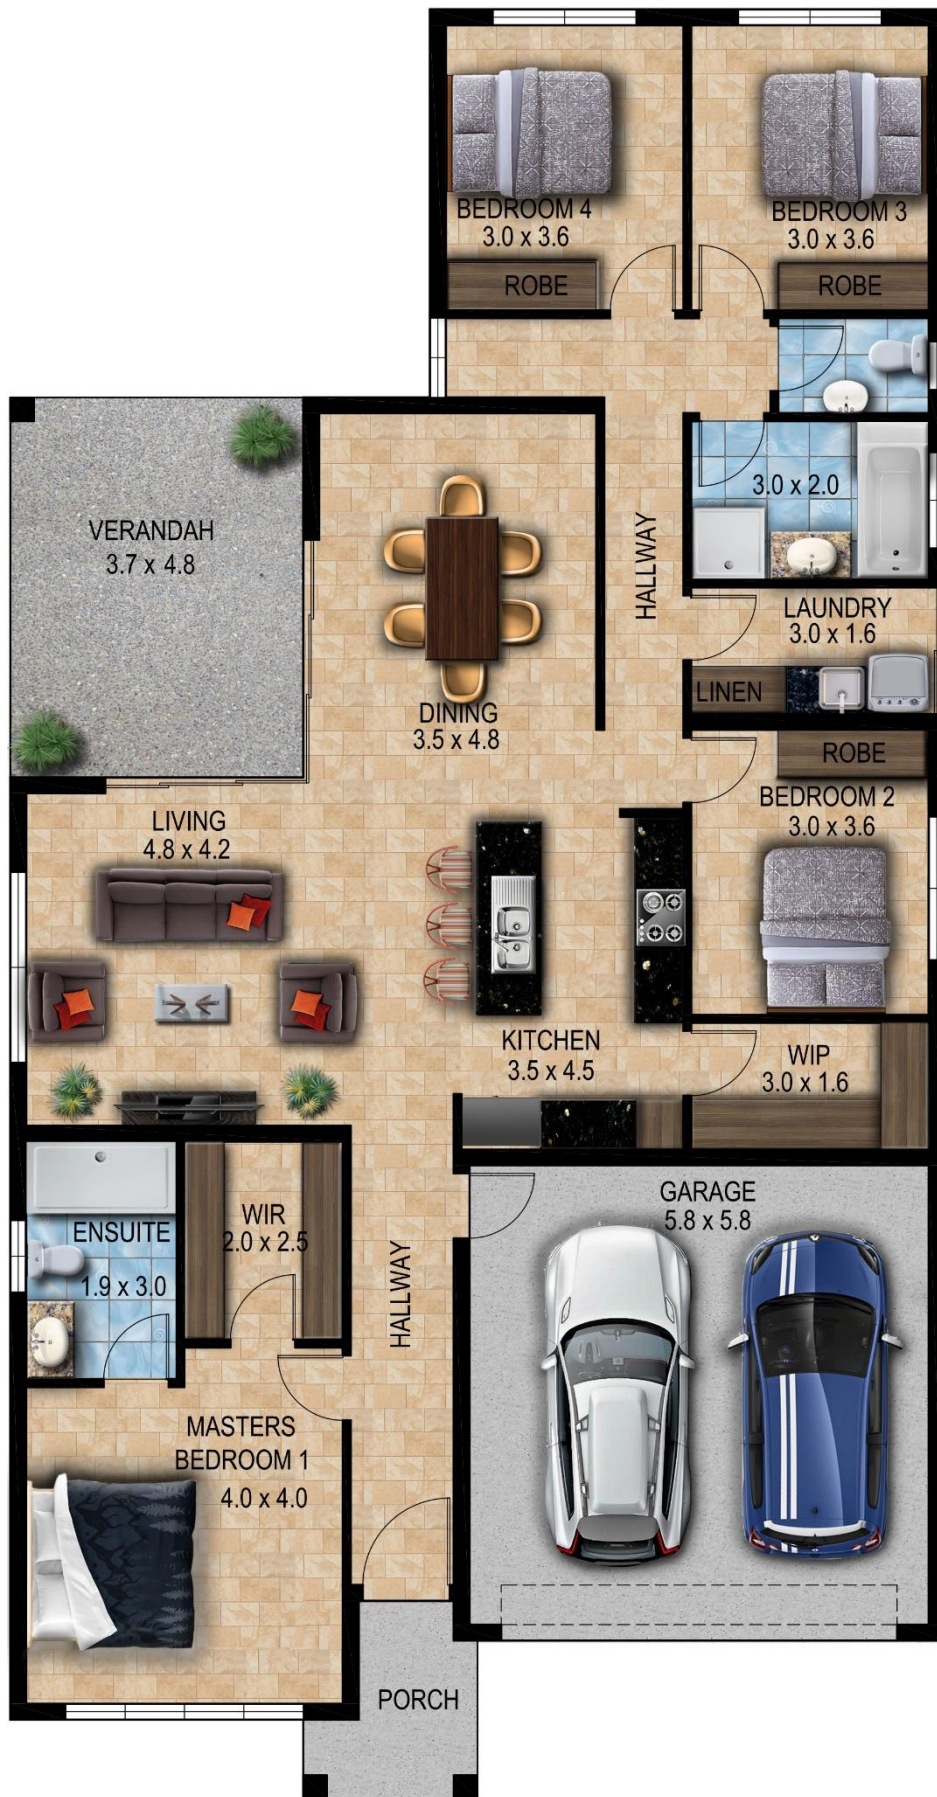 BEDROOM 4
3.0 x 3.6
ROBE
BEDROOM 3
3.0 x 3.6
ROBE
3.0 x 2.0
VERANDAH
3.7 x 4.8
HALLWAY
LAUNDRY
3.0 x 1.6
LINEN
DINING
3.5 x 4.8
ROBE
BEDROOM 2
3.0 x 3.6
LIVING
4.8 x 4.2
KITCHEN
3.5 x 4.5
WIP
3.0 x 1.6
ENSUITE
1.9 x 3.0
WIR
2.0 x 2.5
HALLWAY
GARAGE
5.8 x 5.8
MASTERS
BEDROOM 1
4.0 x 4.0
PORCH